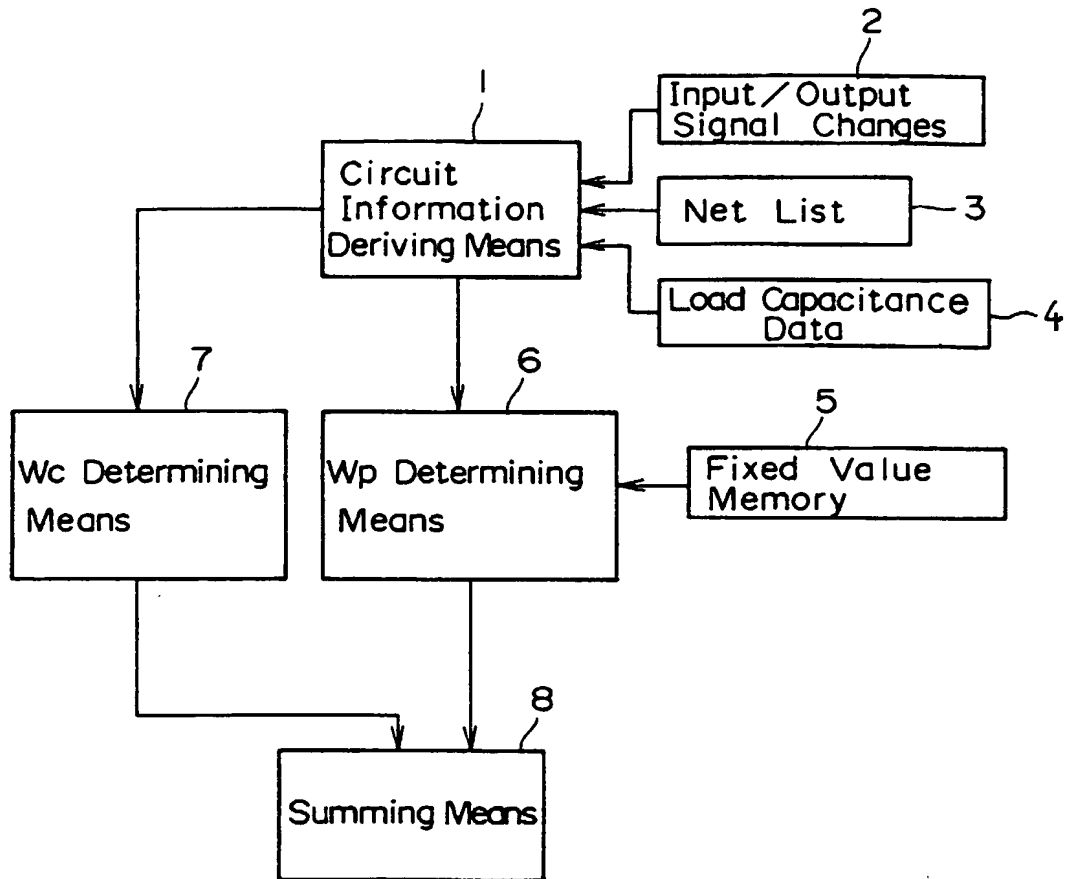 2
Input/Output
Signal Changes
1
Circuit
Information
Deriving Means
Net List
3
Load Capacitance
Data
4
7
6
5
Wc Determining
Means
Wp Determining
Means
Fixed Value
Memory
8
Summing Means